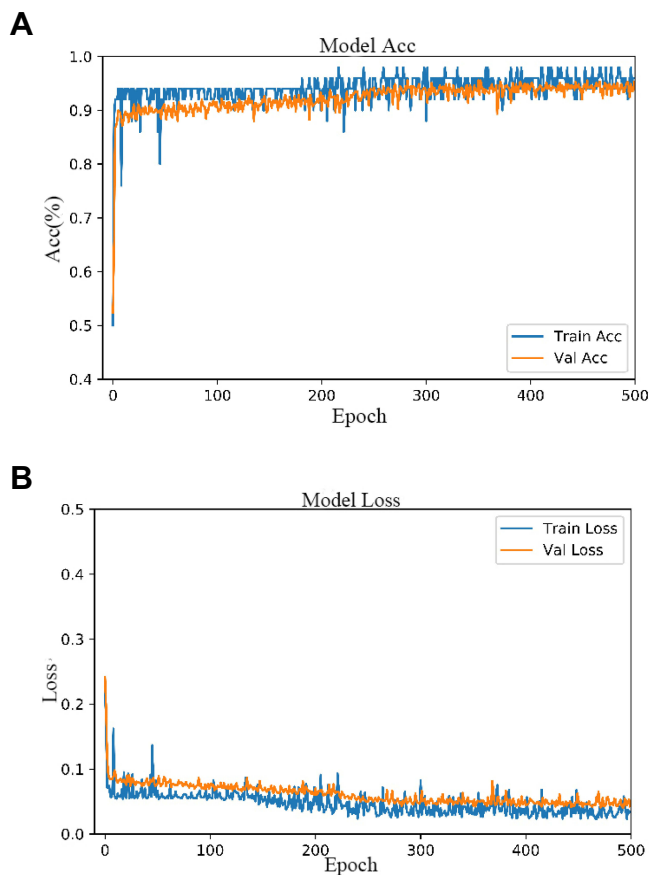 A
Model Acc
1.0
0.9
0.8
0.7
0.6
0.5
0.4
Acc(%)
Train Acc
Val Acc
0 100 200 300 400 500
Epoch
B
Model Loss
0.5
0.4
0.3
0.2
0.1
0.0
Loss
Train Loss
Val Loss
0 100 200 300 400 500
Epoch